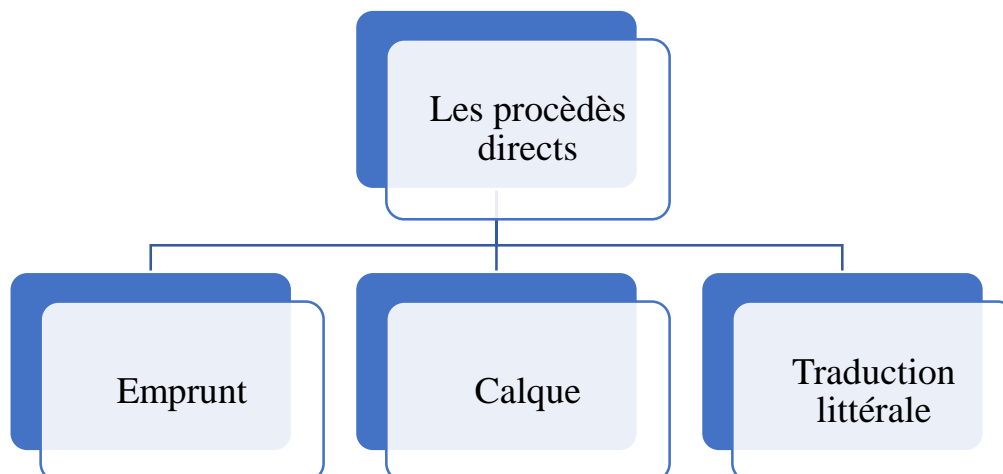 Les procèdès
directs
Emprunt
Calque
Traduction
littérale